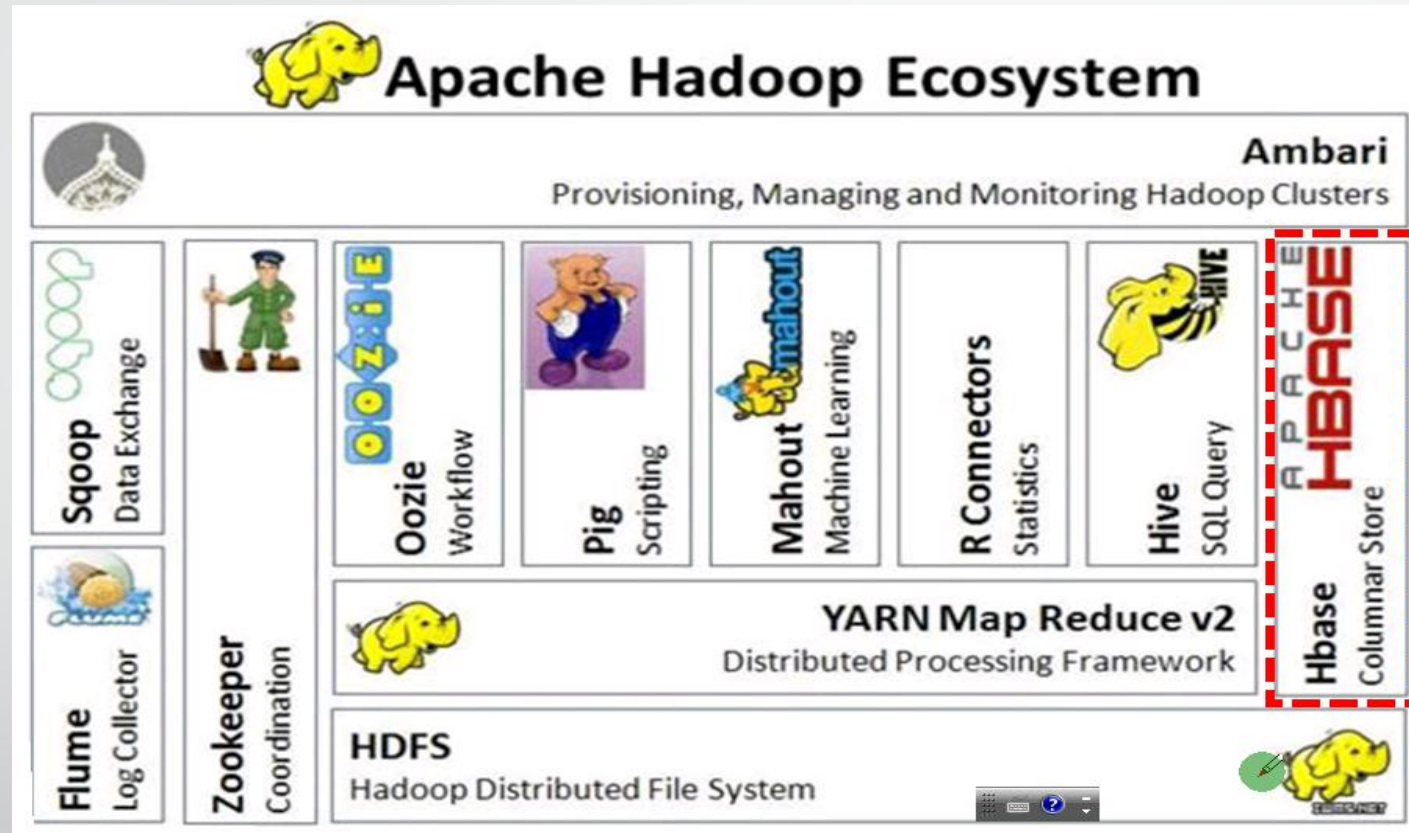 Apache Hadoop Ecosystem
Ambari
Provisioning, Managing and Monitoring Hadoop Clusters
Sqoop
Data Exchange
Flume
Log Collector
Zookeeper
Coordination
OOZiE
Oozie
Workflow
Pig
Scripting
mahout
Mahout
Machine Learning
R Connectors
Statistics
HIVE
Hive
SQL Query
APACHE
HBASE
Hbase
Columnar Store
YARN Map Reduce v2
Distributed Processing Framework
HDFS
Hadoop Distributed File System
?